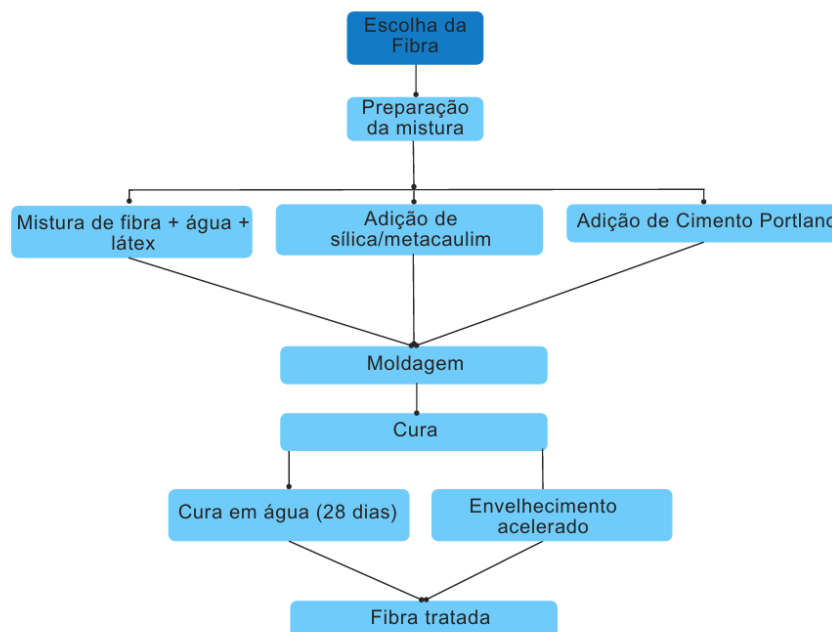 Escolha da
Fibra
Preparação
da mistura
Mistura de fibra + água +
látex
Adição de
sílica/metacaulim
Adição de Cimento Portland
Moldagem
Cura
Cura em água (28 dias)
Envelhecimento
acelerado
Fibra tratada